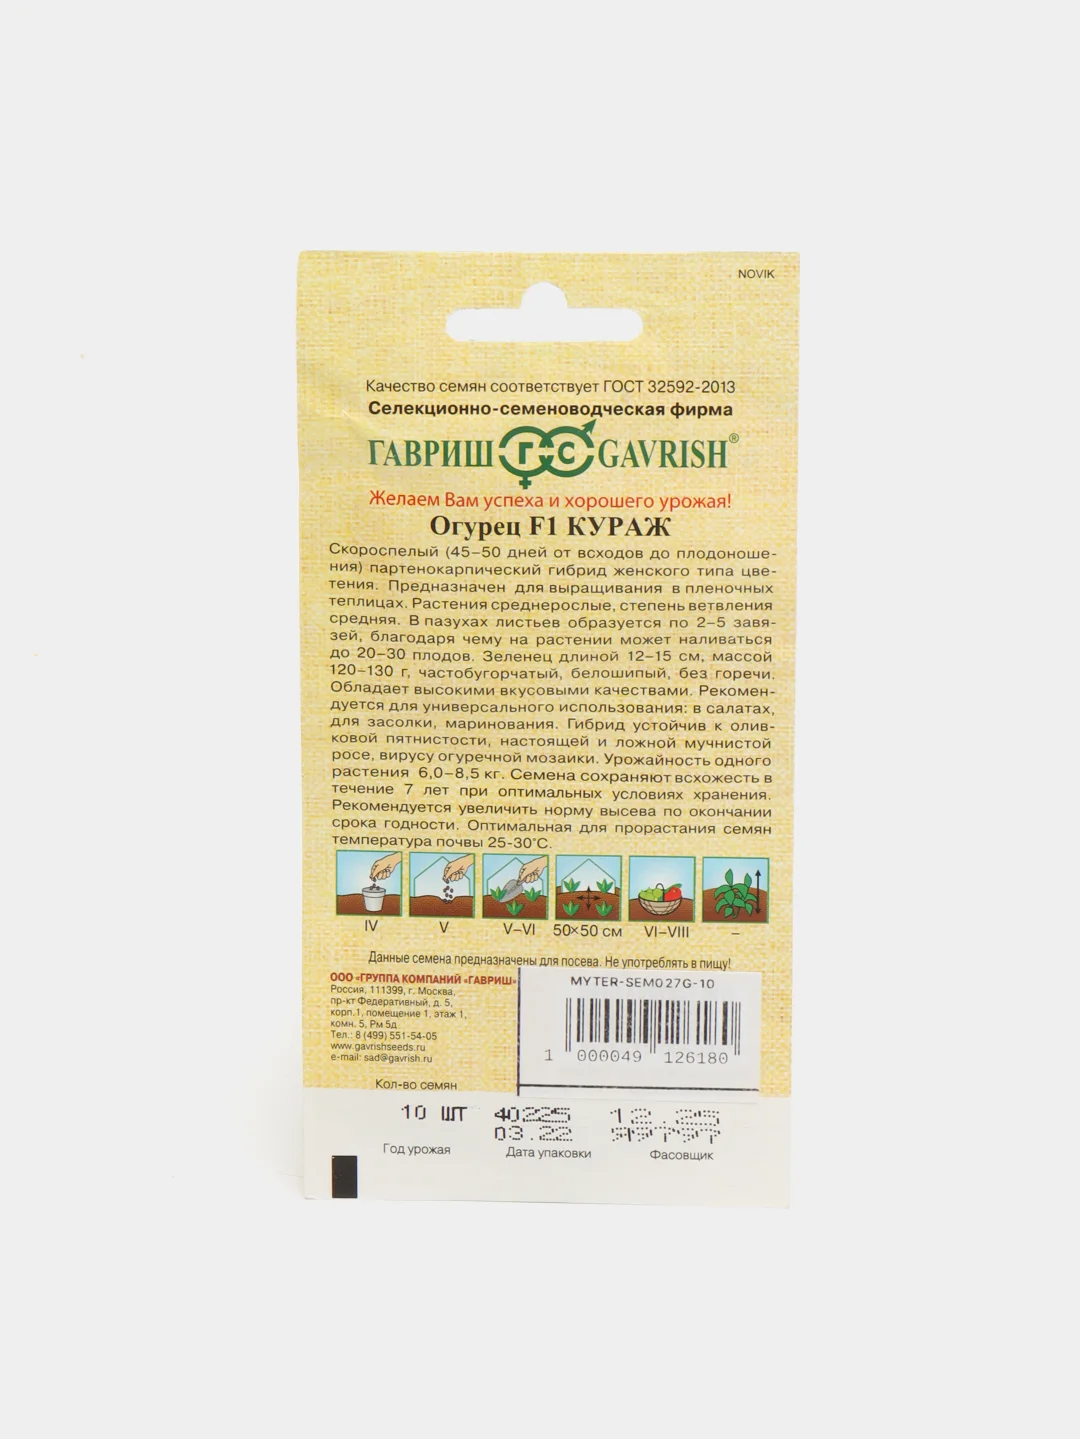 NOVIK
Качество семян соответствует ГОСТ 32592-2013
Селекционно-семеноводческая фирма
ГАВРИШ ГС GAVRISH®
Желаем Вам успеха и хорошего урожая!
Огурец F1 КУРАЖ
Скороспелый (45–50 дней от всходов до плодоноше-
ния) партенокарпический гибрид женского типа цве-
тения. Предназначен для выращивания в пленочных
теплицах. Растения среднерослые, степень ветвления
средняя. В пазухах листьев образуется по 2–5 завя-
зей, благодаря чему на растении может наливаться
до 20–30 плодов. Зеленец длиной 12–15 см, массой
120–130 г, частобугорчатый, белошипый, без горечи.
Обладает высокими вкусовыми качествами. Рекомен-
дуется для универсального использования: в салатах,
для засолки, маринования. Гибрид устойчив к олив-
ковой пятнистости, настоящей и ложной мучнистой
росе, вирусу огуречной мозаики. Урожайность одного
растения 6,0–8,5 кг. Семена сохраняют всхожесть в
течение 7 лет при оптимальных условиях хранения.
Рекомендуется увеличить норму высева по окончании
срока годности. Оптимальная для прорастания семян
температура почвы 25-30°С.
IV V V–VI 50×50 см VI–VIII –
Данные семена предназначены для посева. Не употреблять в пищу!
ООО «ГРУППА КОМПАНИЙ «ГАВРИШ»
Россия, 111399, г. Москва,
пр-кт Федеративный, д. 5,
корп.1, помещение 1, этаж 1,
комн. 5, Рм 5д
Тел.: 8 (499) 551-54-05
www.gavrishseeds.ru
e-mail: sad@gavrish.ru
MYTER-SEM027G-10
1 000049 126180
Кол-во семян
10 ШТ 40225 12.25
03.22
Год урожая Дата упаковки Фасовщик